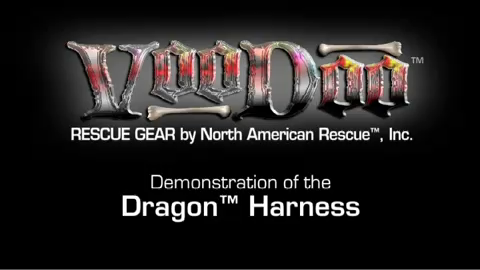 VooDoo™
RESCUE GEAR by North American Rescue™, Inc.
Demonstration of the
Dragon™ Harness